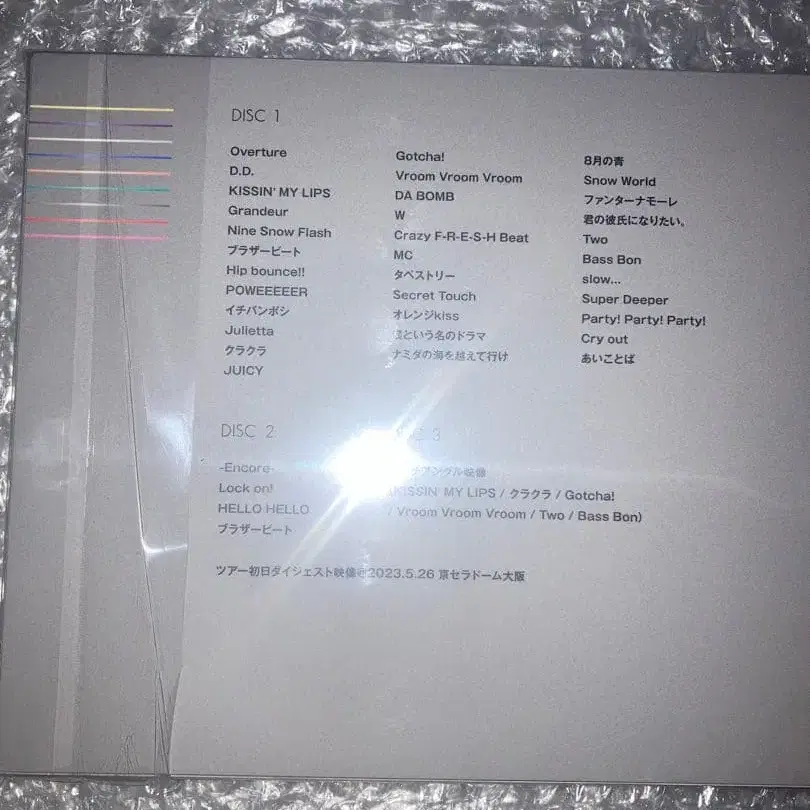 DISC 1
Overture
D.D.
KISSIN' MY LIPS
Grandeur
Nine Snow Flash
ブラザービート
Hip bounce!!
POWEEEEER
イチバンボシ
Julietta
クラクラ
JUICY
Gotcha!
Vroom Vroom Vroom
DA BOMB
W
Crazy F-R-E-S-H Beat
MC
タペストリー
Secret Touch
オレンジkiss
という名のドラマ
ナミダの海を越えて行け
8月の青
Snow World
ファンターナモーレ
君の彼氏になりたい。
Two
Bass Bon
slow...
Super Deeper
Party! Party! Party!
Cry out
あいことば
DISC 2
-Encore-
Lock on!
HELLO HELLO
ブラザービート
ツアー初日ダイジェスト映像@2023.5.26 京セラドーム大阪
3
アングル映像
KISSIN' MY LIPS / クラクラ / Gotcha!
/ Vroom Vroom Vroom / Two / Bass Bon)